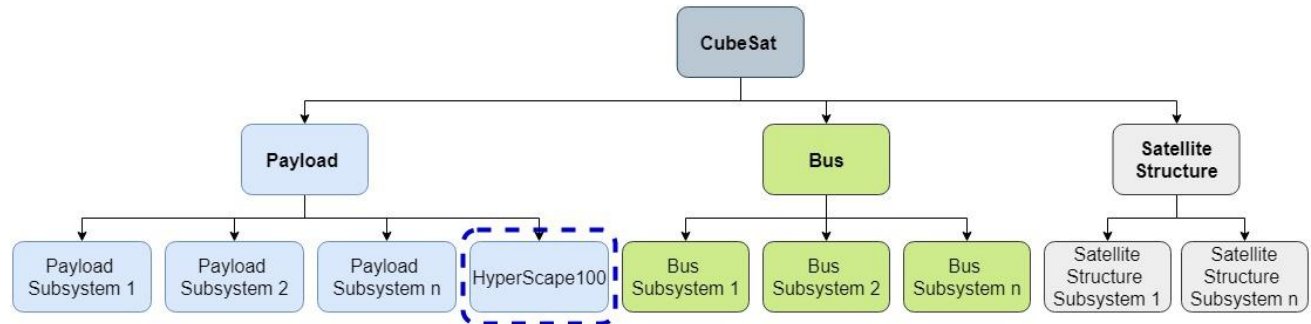 CubeSat
Payload
Bus
Satellite
Structure
Payload
Subsystem 1
Payload
Subsystem 2
Payload
Subsystem n
HyperScape100
Bus
Subsystem 1
Bus
Subsystem 2
Bus
Subsystem n
Satellite
Structure
Subsystem 1
Satellite
Structure
Subsystem n